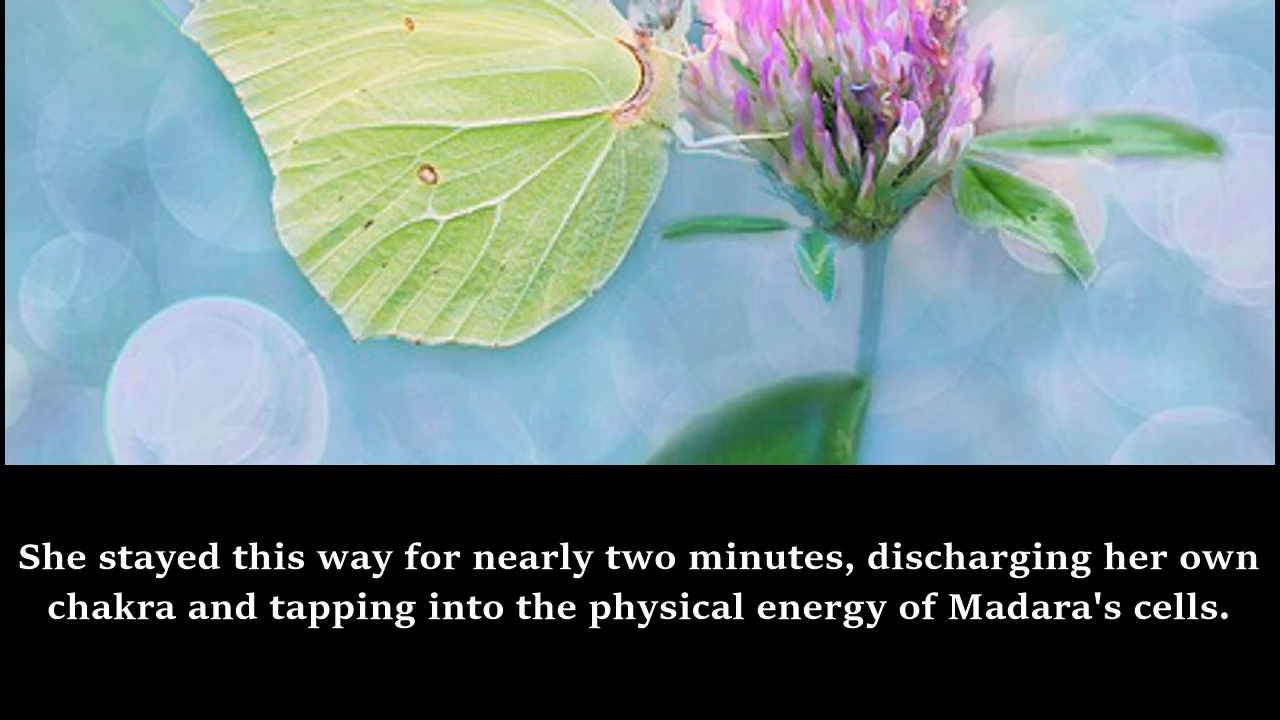 She stayed this way for nearly two minutes, discharging her own
chakra and tapping into the physical energy of Madara's cells.